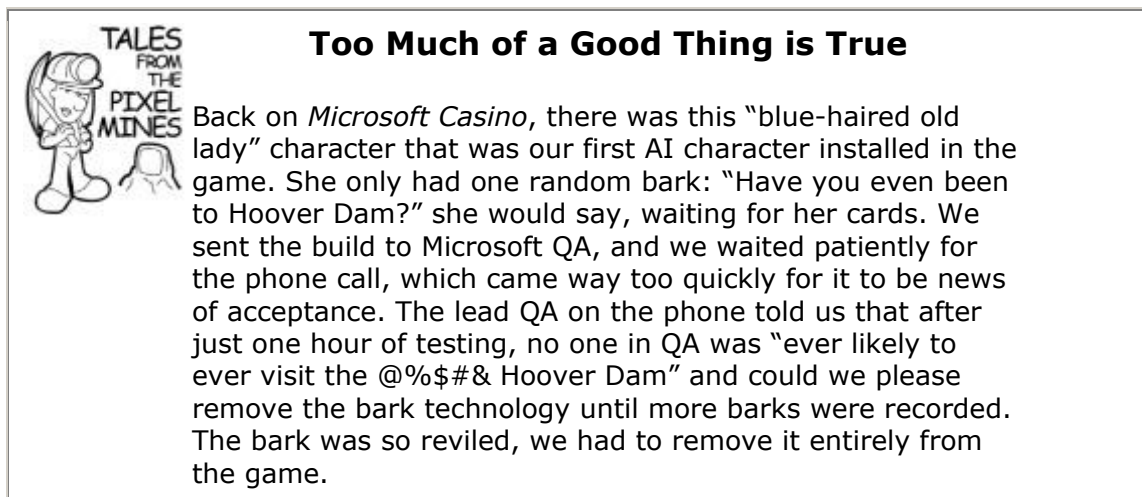 TALES
FROM
THE
PIXEL
MINES
Too Much of a Good Thing is True
Back on Microsoft Casino, there was this “blue-haired old
lady” character that was our first AI character installed in the
game. She only had one random bark: “Have you even been
to Hoover Dam?” she would say, waiting for her cards. We
sent the build to Microsoft QA, and we waited patiently for
the phone call, which came way too quickly for it to be news
of acceptance. The lead QA on the phone told us that after
just one hour of testing, no one in QA was “ever likely to
ever visit the @%$#& Hoover Dam” and could we please
remove the bark technology until more barks were recorded.
The bark was so reviled, we had to remove it entirely from
the game.